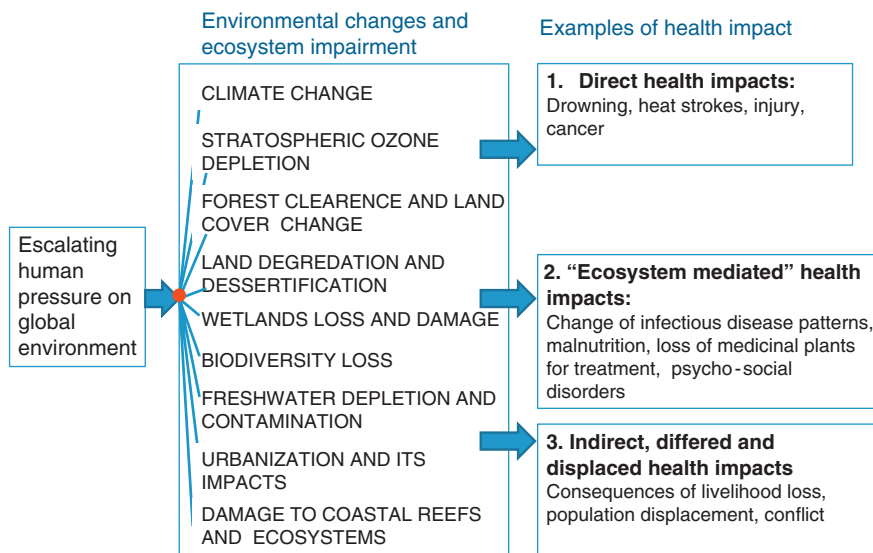 Environmental changes and
ecosystem impairment
Examples of health impact
Escalating
human
pressure on
global
environment
CLIMATE CHANGE
STRATOSPHERIC OZONE
DEPLETION
FOREST CLEARENCE AND LAND
COVER CHANGE
LAND DEGREDATION AND
DESSERTIFICATION
WETLANDS LOSS AND DAMAGE
BIODIVERSITY LOSS
FRESHWATER DEPLETION AND
CONTAMINATION
URBANIZATION AND ITS
IMPACTS
DAMAGE TO COASTAL REEFS
AND ECOSYSTEMS
1. Direct health impacts:
Drowning, heat strokes, injury,
cancer
2. “Ecosystem mediated” health
impacts:
Change of infectious disease patterns,
malnutrition, loss of medicinal plants
for treatment, psycho-social
disorders
3. Indirect, differed and
displaced health impacts
Consequences of livelihood loss,
population displacement, conflict